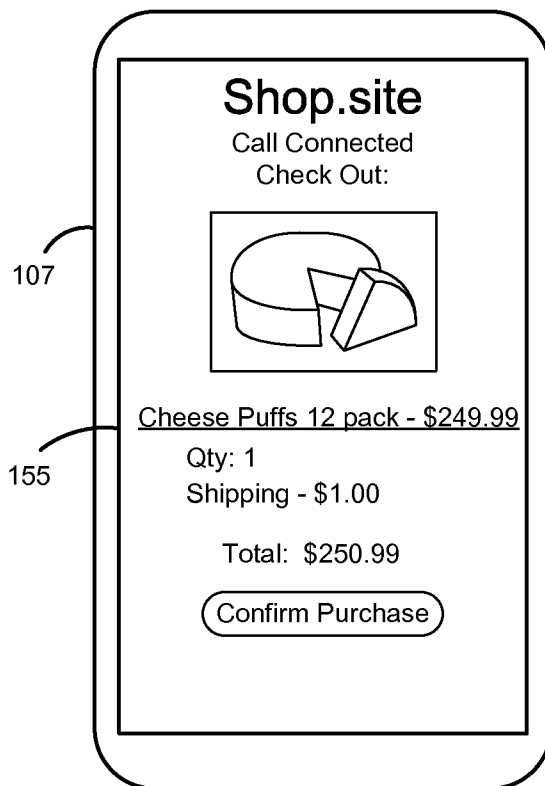 Shop.site
Call Connected
Check Out:
107
Cheese Puffs 12 pack - $249.99
155
Qty: 1
Shipping - $1.00
Total: $250.99
Confirm Purchase